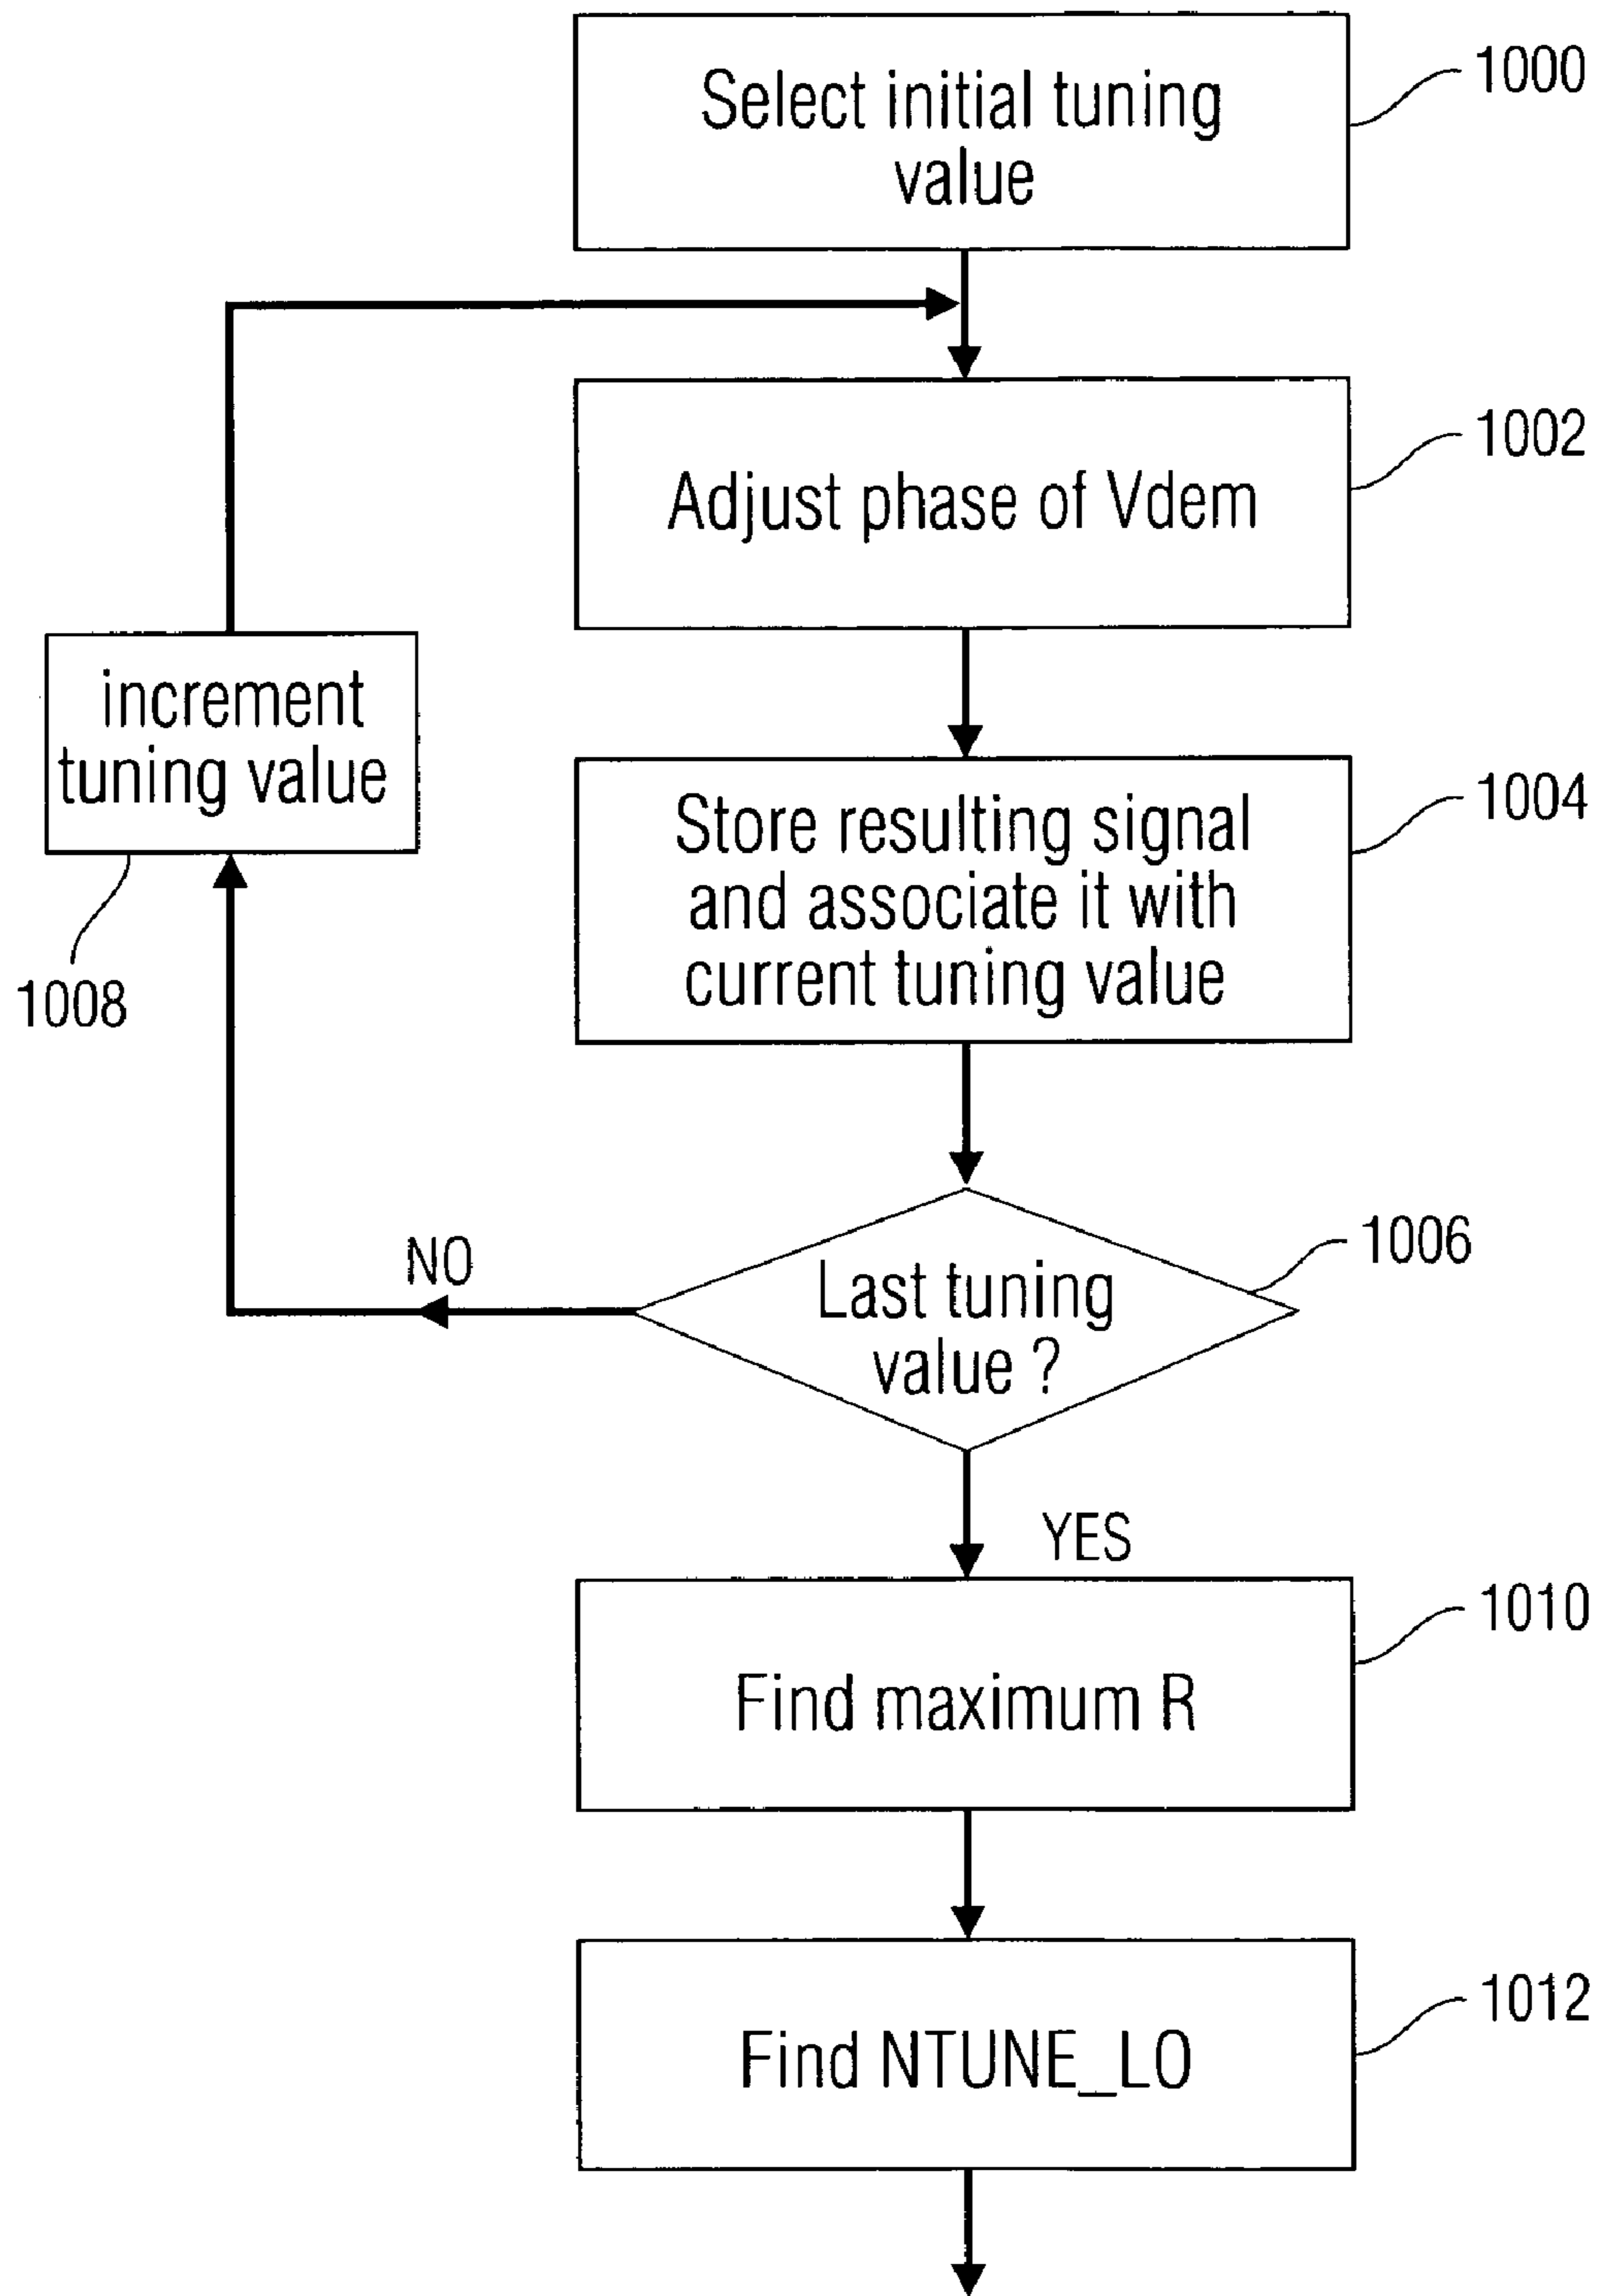 Select initial tuning
value
1000
Adjust phase of Vdem
1002
increment
tuning value
1008
Store resulting signal
and associate it with
current tuning value
1004
Last tuning
value ?
1006
NO
YES
Find maximum R
1010
Find NTUNE_LO
1012